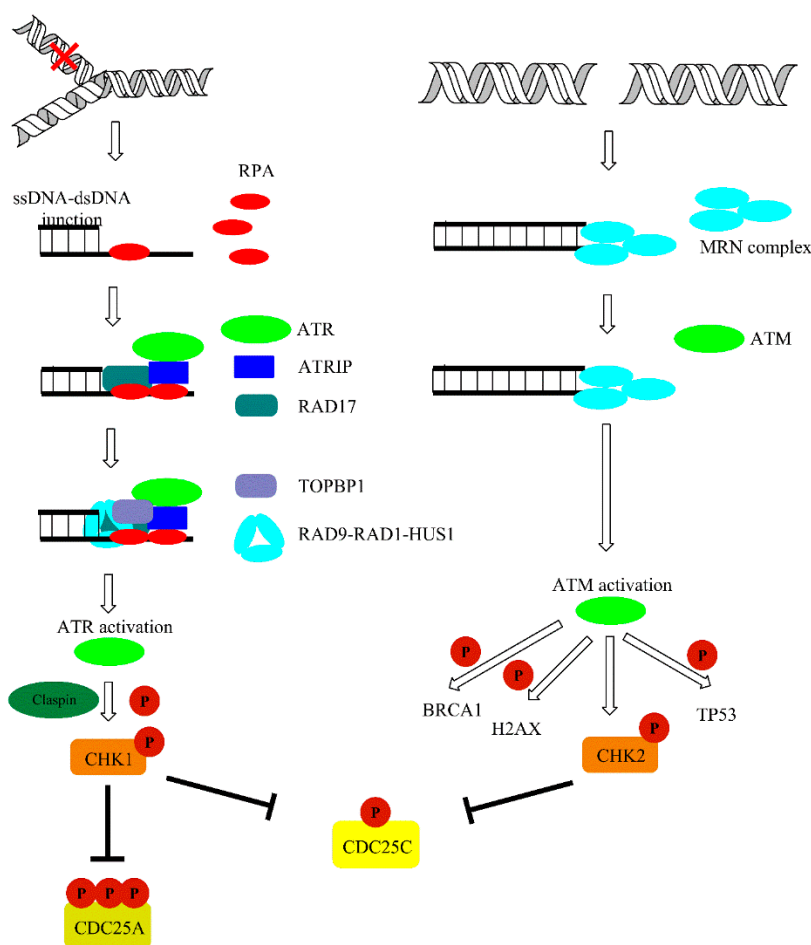 RPA
ssDNA-dsDNA
junction
MRN complex
ATR
ATRIP
RAD17
ATM
TOPBP1
RAD9-RAD1-HUS1
ATR activation
Claspin
P
P
CHK1
ATM activation
P
P
P
BRCA1
H2AX
TP53
P
CHK2
P
CDC25C
P P P
CDC25A